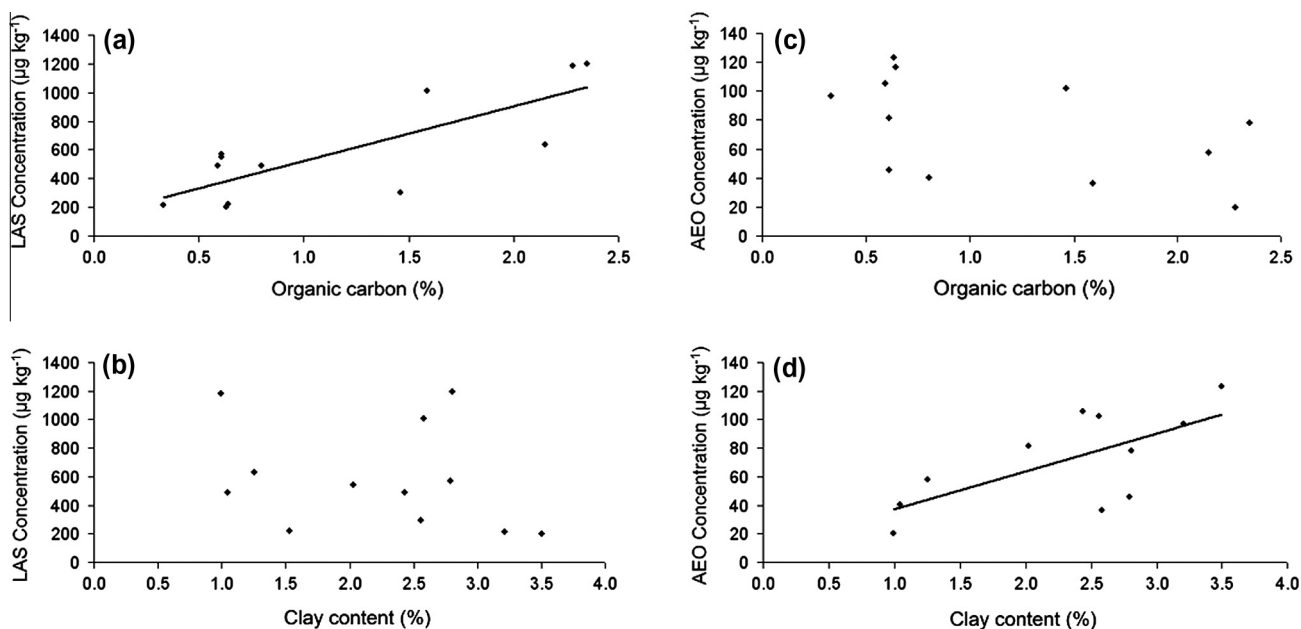 (a)
LAS Concentration (µg kg-1)
1400
1200
1000
800
600
400
200
0
0.0 0.5 1.0 1.5 2.0 2.5
Organic carbon (%)
(c)
AEO Concentration (µg kg-1)
140
120
100
80
60
40
20
0
0.0 0.5 1.0 1.5 2.0 2.5
Organic carbon (%)
(b)
LAS Concentration (µg kg-1)
1400
1200
1000
800
600
400
200
0
0.0 0.5 1.0 1.5 2.0 2.5 3.0 3.5 4.0
Clay content (%)
(d)
AEO Concentration (µg kg-1)
140
120
100
80
60
40
20
0
0.0 0.5 1.0 1.5 2.0 2.5 3.0 3.5 4.0
Clay content (%)